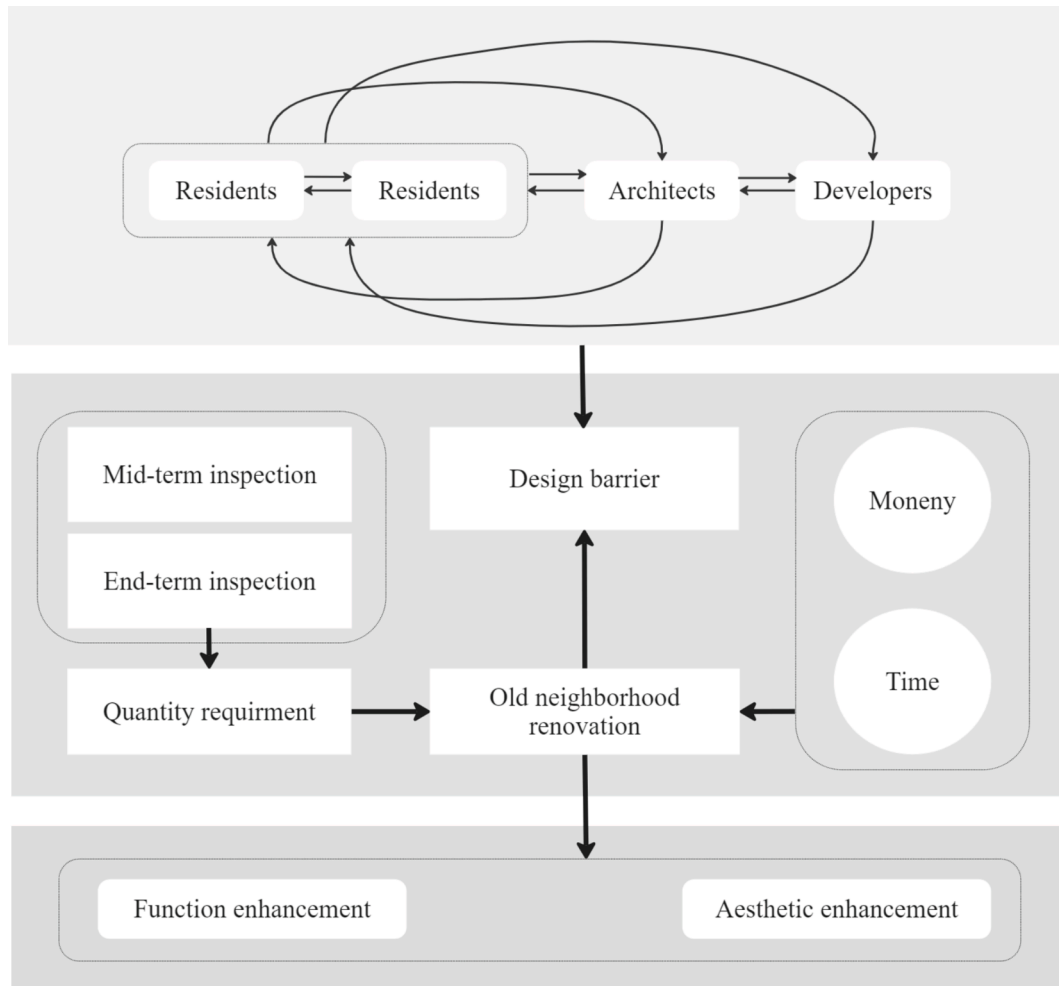 Residents
Residents
Architects
Developers
Mid-term inspection
Design barrier
Moneny
End-term inspection
Time
Quantity requirment
Old neighborhood
renovation
Function enhancement
Aesthetic enhancement